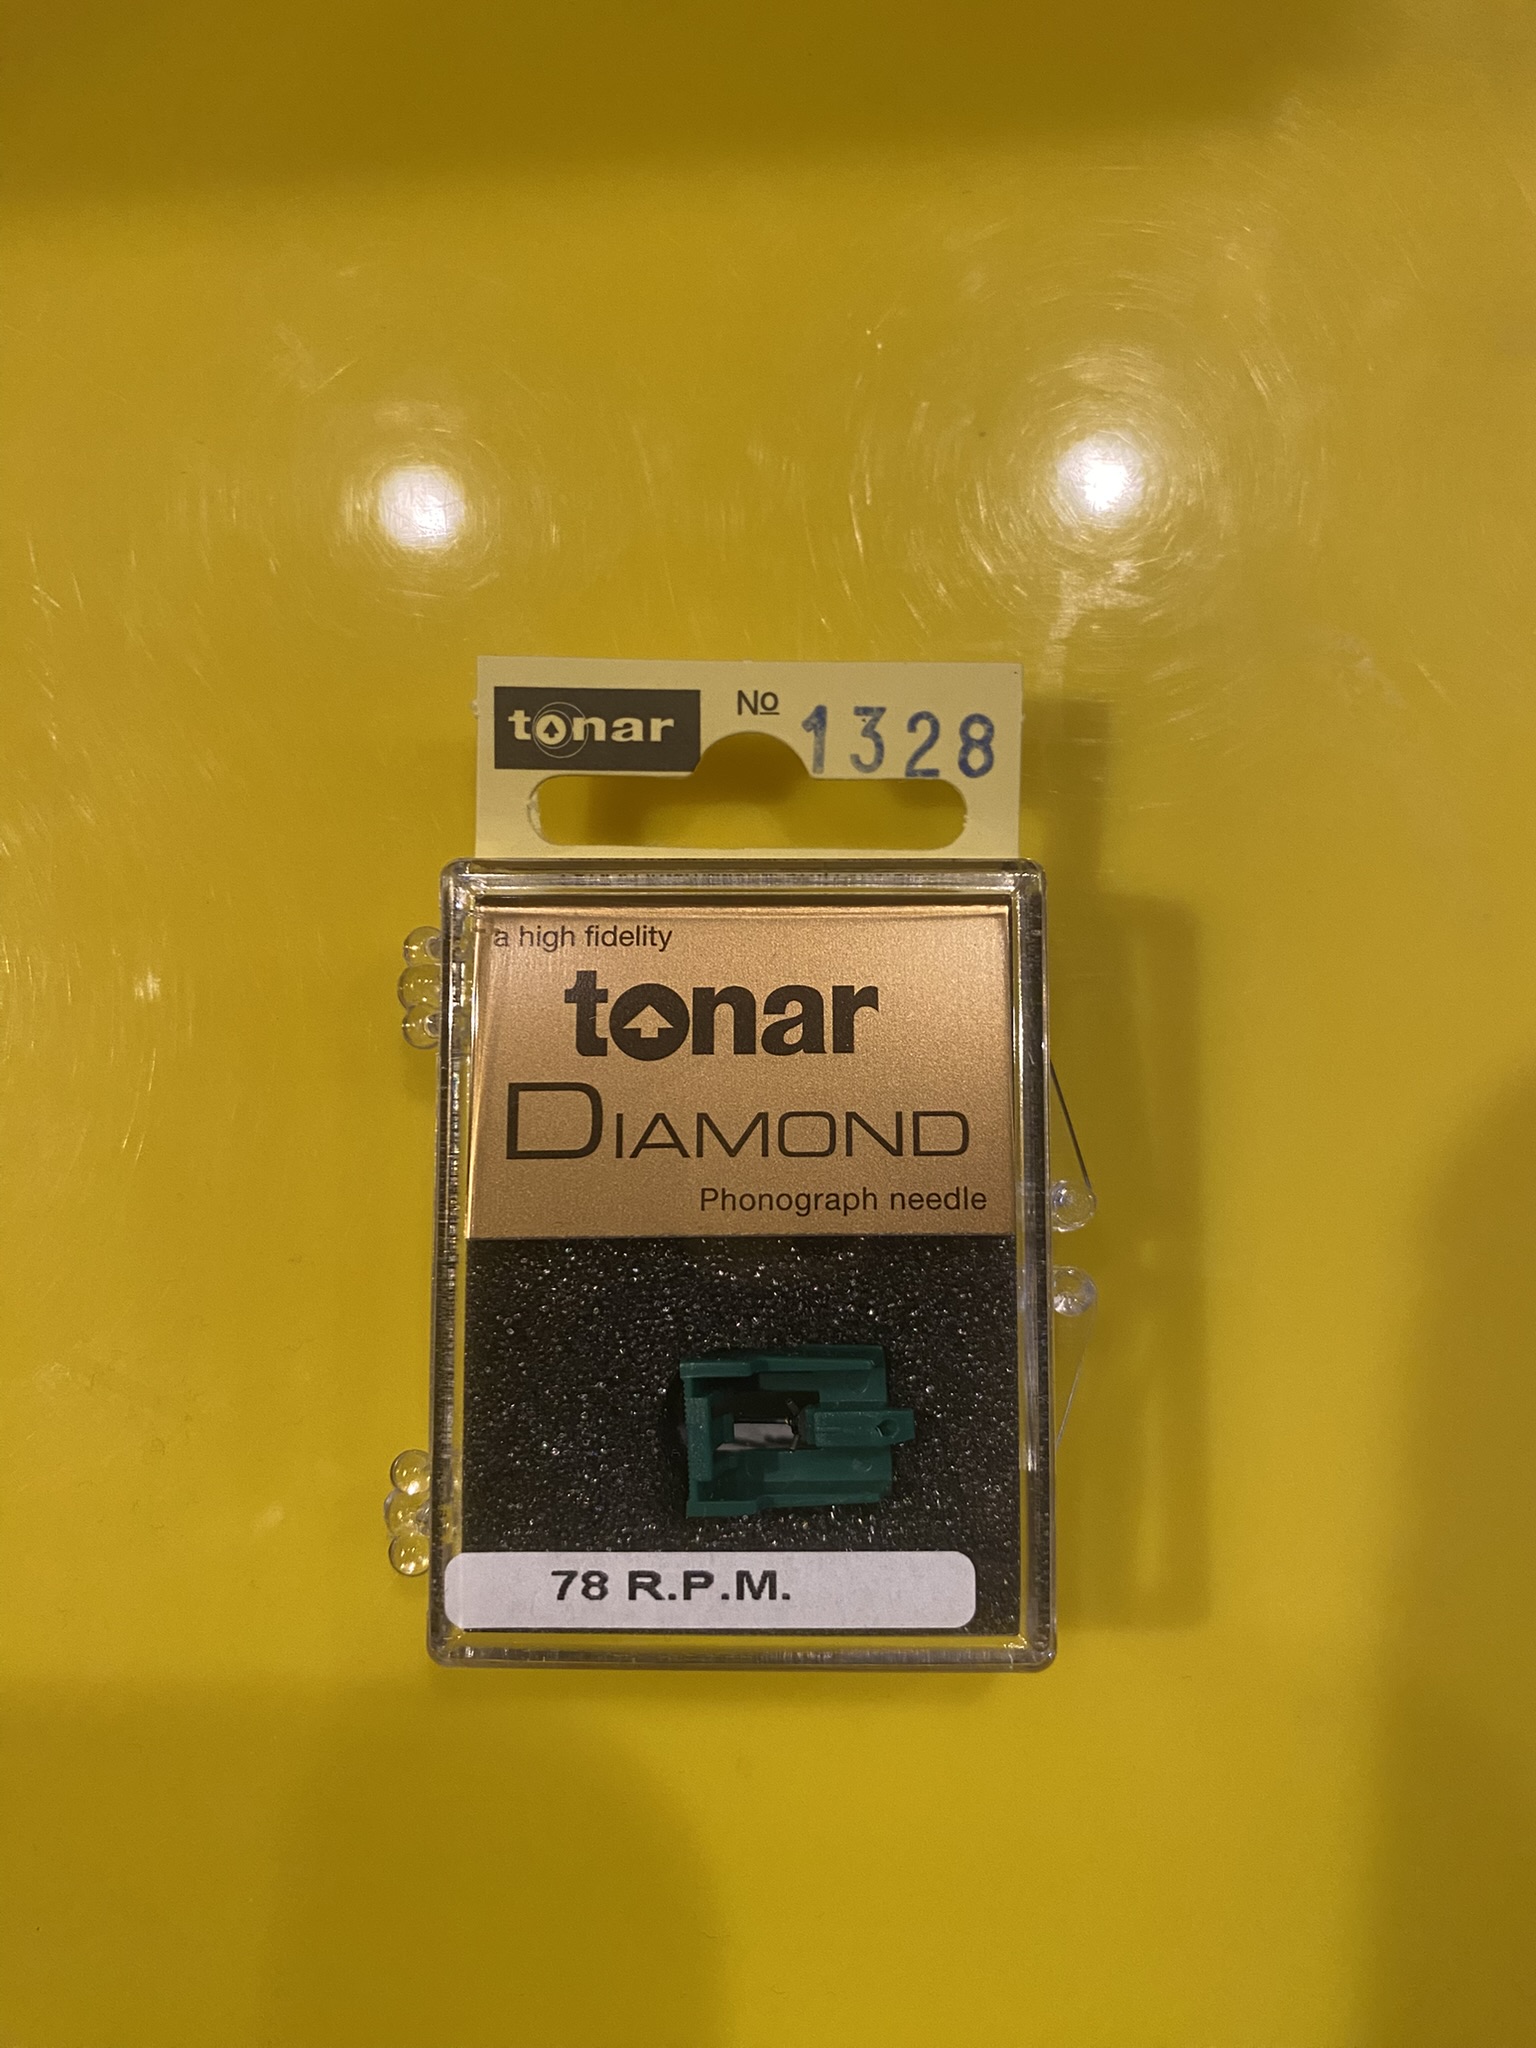 tonar No 1328
a high fidelity
tonar
DIAMOND
Phonograph needle
78 R.P.M.